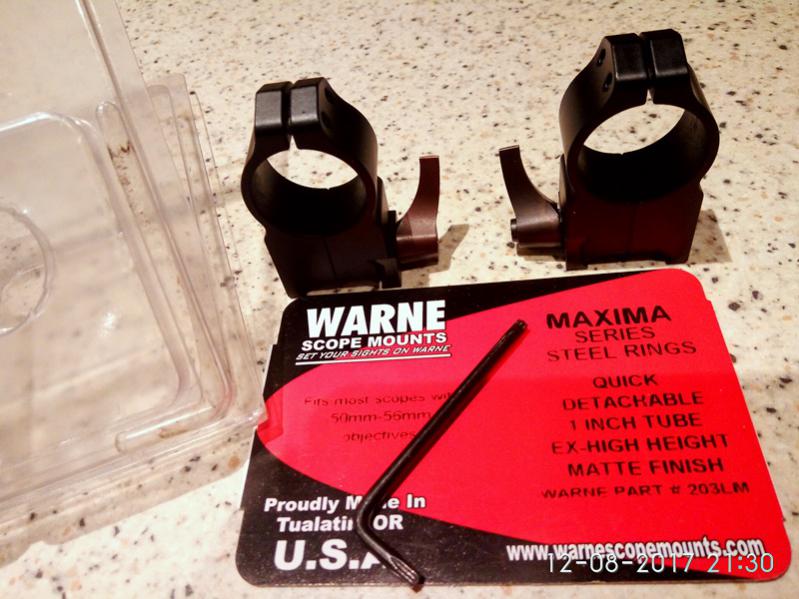 WARNE
SCOPE MOUNTS
SET YOUR SIGHTS ON WARNE
MAXIMA
SERIES
STEEL RINGS
QUICK
DETACHABLE
1 INCH TUBE
EX-HIGH HEIGHT
MATTE FINISH
WARNE PART # 203LM
Fits most scopes
50mm-56mm
objectives
Proudly In
OR
www.warnescopemounts.com
12-08-2017 21:30